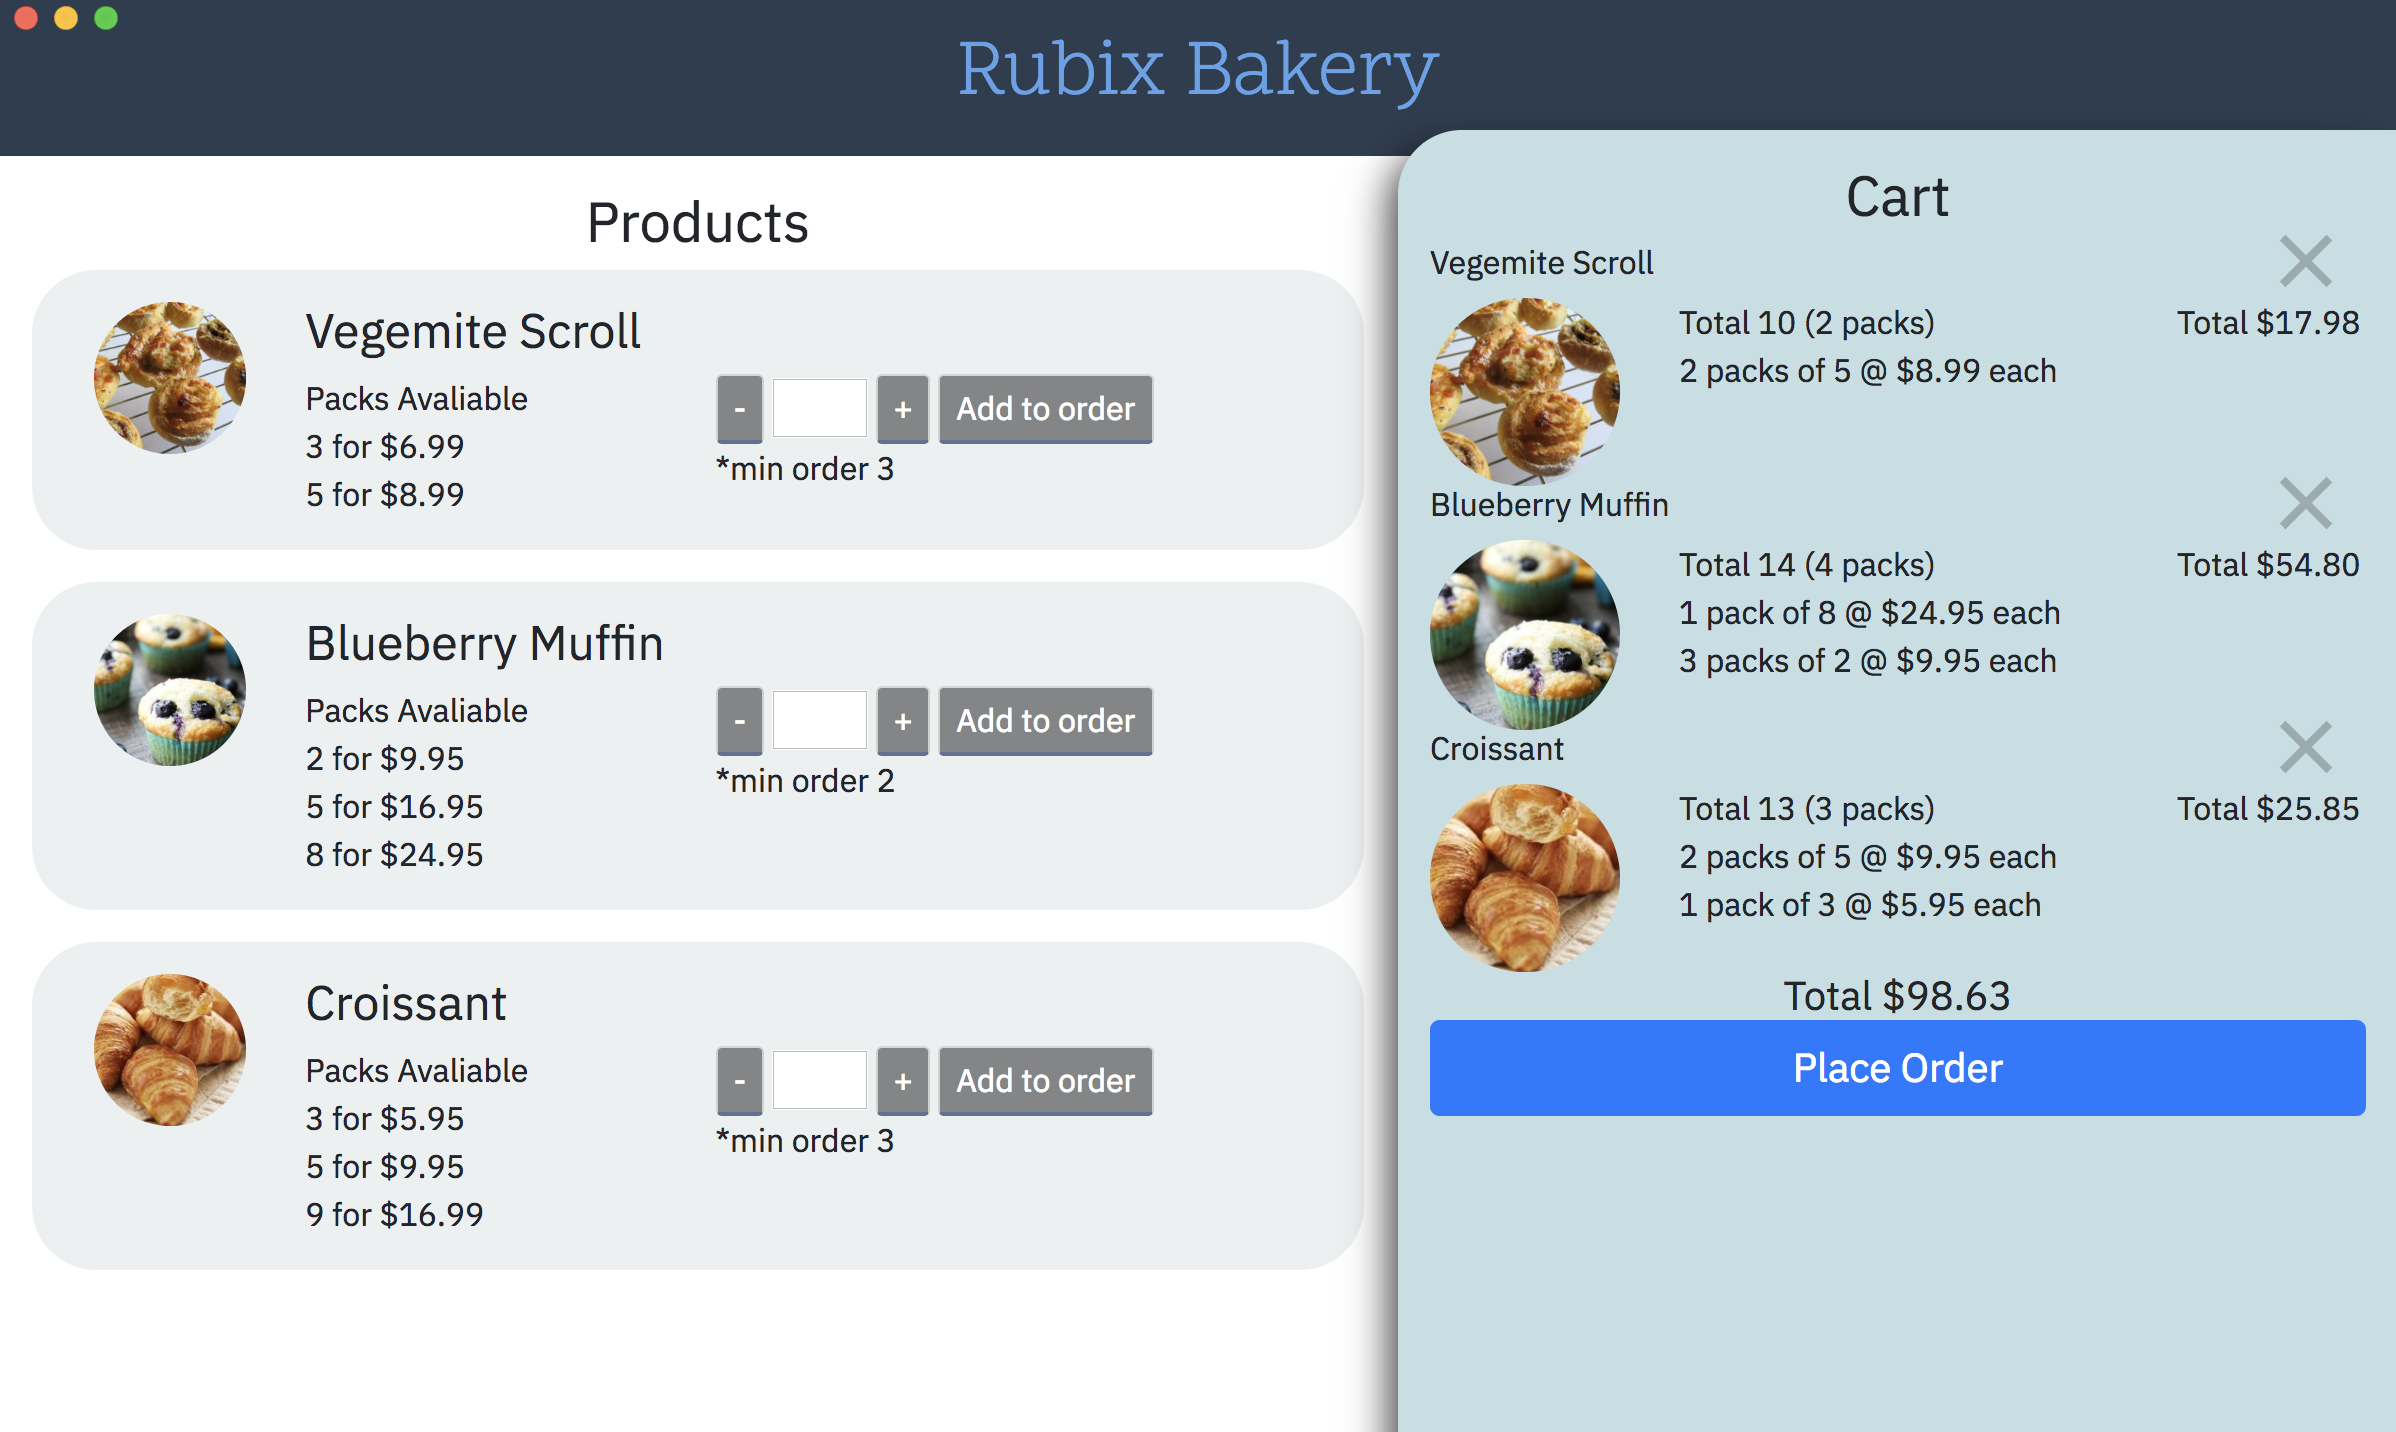 Rubix Bakery
Products
Vegemite Scroll
Packs Avaliable
3 for $6.99
5 for $8.99
- + Add to order
*min order 3
Blueberry Muffin
Packs Avaliable
2 for $9.95
5 for $16.95
8 for $24.95
- + Add to order
*min order 2
Croissant
Packs Avaliable
3 for $5.95
5 for $9.95
9 for $16.99
- + Add to order
*min order 3
Cart
Vegemite Scroll
Total 10 (2 packs) Total $17.98
2 packs of 5 @ $8.99 each
Blueberry Muffin
Total 14 (4 packs) Total $54.80
1 pack of 8 @ $24.95 each
3 packs of 2 @ $9.95 each
Croissant
Total 13 (3 packs) Total $25.85
2 packs of 5 @ $9.95 each
1 pack of 3 @ $5.95 each
Total $98.63
Place Order